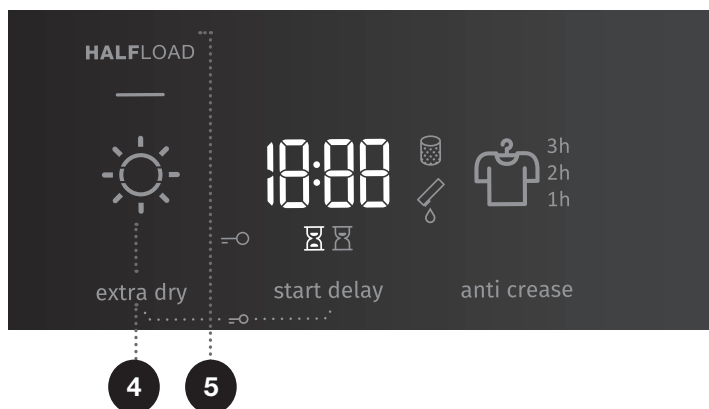 HALFLOAD
18:88
3h
2h
1h
extra dry
start delay
anti crease
4
5